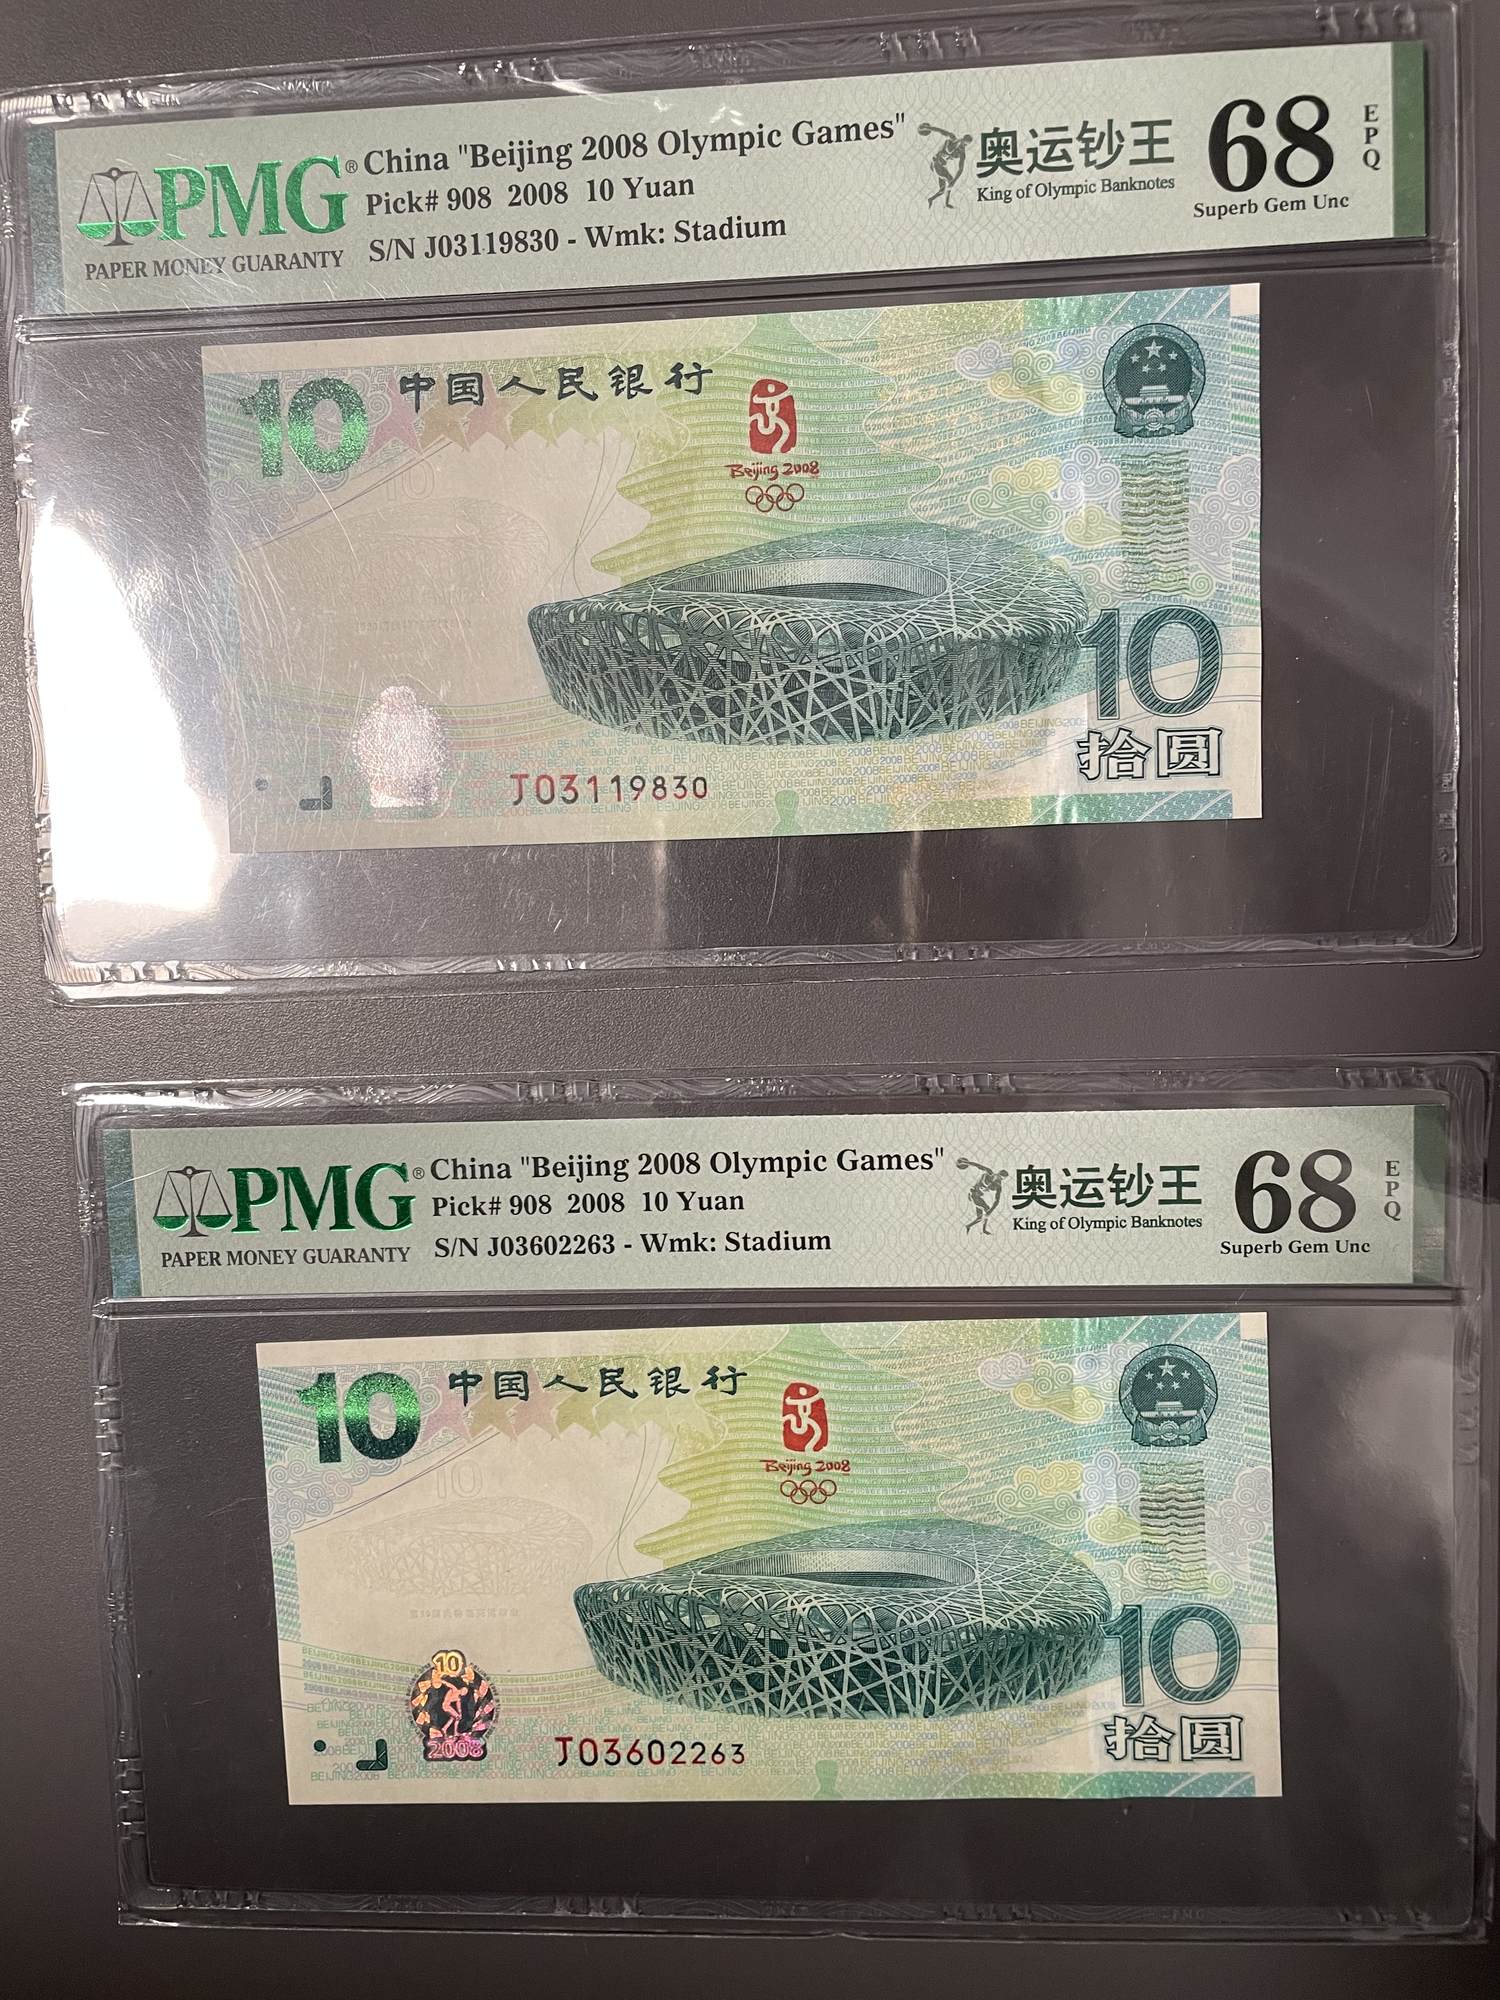 PMG®
PAPER MONEY GUARANTY
China "Beijing 2008 Olympic Games"
Pick# 908 2008 10 Yuan
S/N J03119830 - Wmk: Stadium
奥运钞王
King of Olympic Banknotes
68
EPQ
Superb Gem Unc
10
中国人民银行
Beijing 2008
10
拾圆
J03119830
PMG®
PAPER MONEY GUARANTY
China "Beijing 2008 Olympic Games"
Pick# 908 2008 10 Yuan
S/N J03602263 - Wmk: Stadium
奥运钞王
King of Olympic Banknotes
68
EPQ
Superb Gem Unc
10
中国人民银行
Beijing 2008
10
10
2008
J03602263
10
拾圆